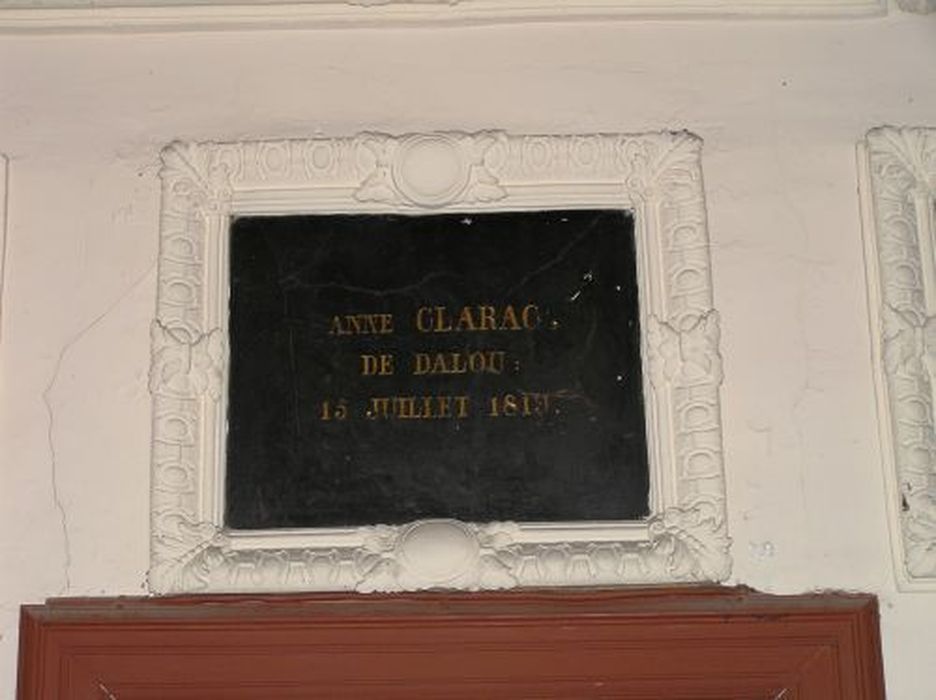 ANNE CLARAC,
DE DALOU:
15 JUILLET